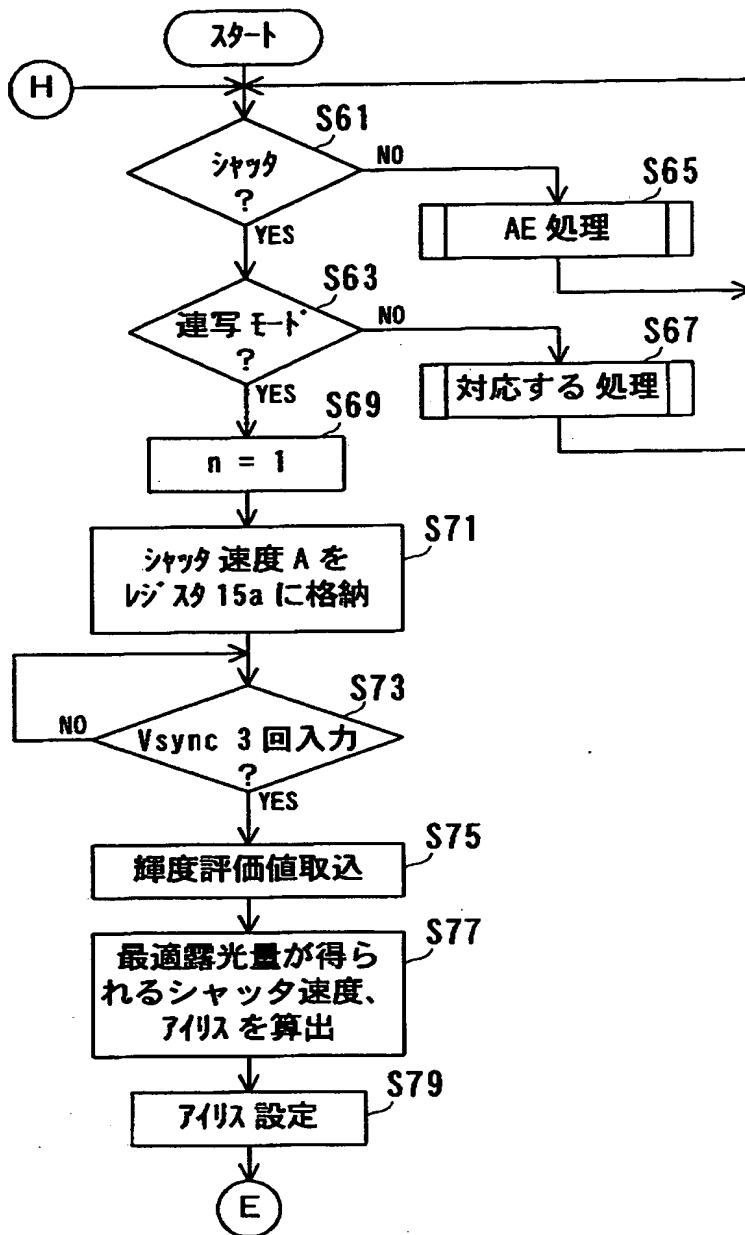 スタート
H
S61
シャッタ
?
NO
YES
S65
AE 処理
S63
連写 モード
?
NO
YES
S67
対応する 処理
S69
n = 1
S71
シャッタ 速度 A を
レジスタ 15a に格納
S73
NO
Vsync 3 回入力
?
YES
S75
輝度評価値取込
S77
最適露光量が得ら
れるシャッタ速度、
アイリス を算出
S79
アイリス 設定
E